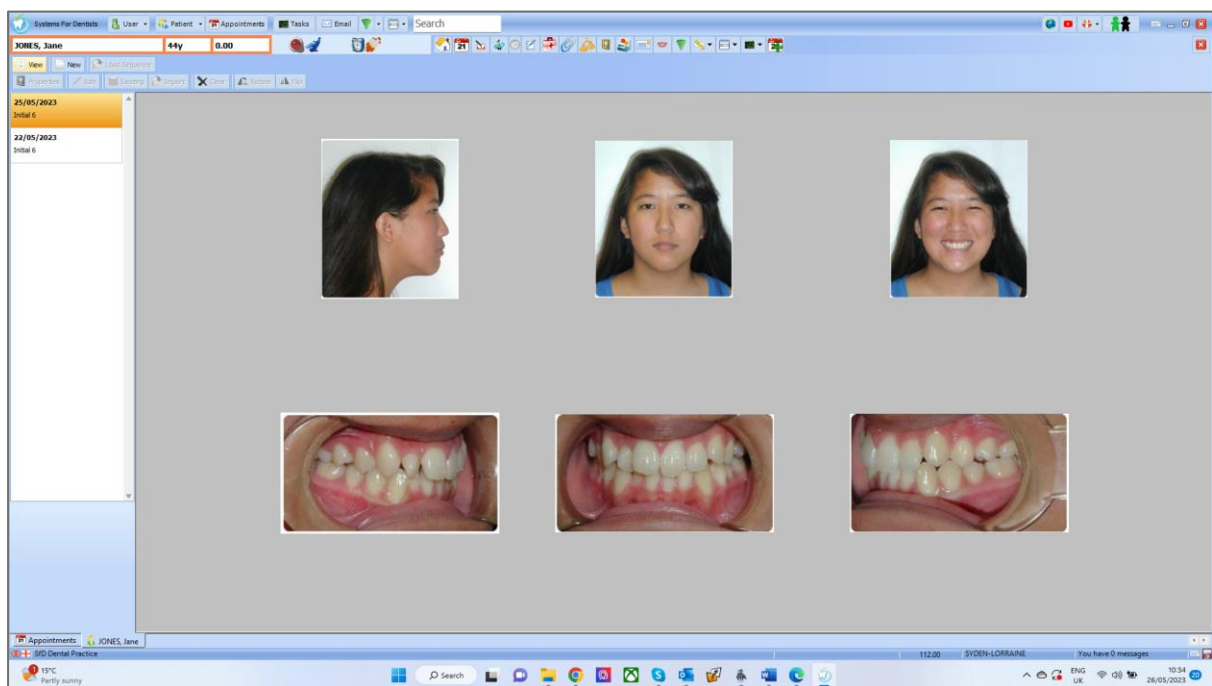 Systems For Dentists User Patient Appointments Tasks Email Search
JONES, Jane 44y 0.00
View New Load Sequence
Properties Edit Existing Import Clear Rotate Flip
25/05/2023
Initial 6
22/05/2023
Initial 6
Appointments JONES, Jane
SfD Dental Practice 112.00 SYDEN-LORRAINE You have 0 messages
15°C
Partly sunny
Search
ENG
UK
10:34
26/05/2023
20